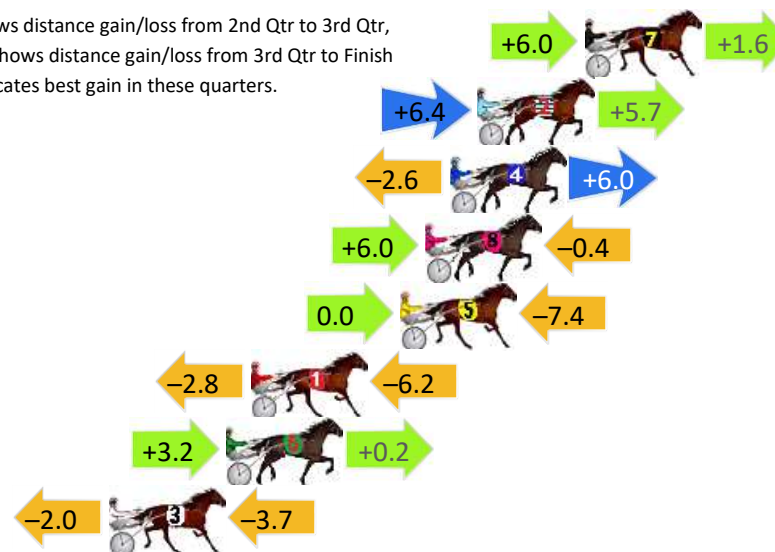 ws distance gain/loss from 2nd Qtr to 3rd Qtr,
hows distance gain/loss from 3rd Qtr to Finish
cates best gain in these quarters.
+6.0 7 +1.6
+6.4 +5.7
–2.6 4 +6.0
+6.0 8 –0.4
0.0 5 –7.4
–2.8 1 –6.2
+3.2 6 +0.2
–2.0 3 –3.7